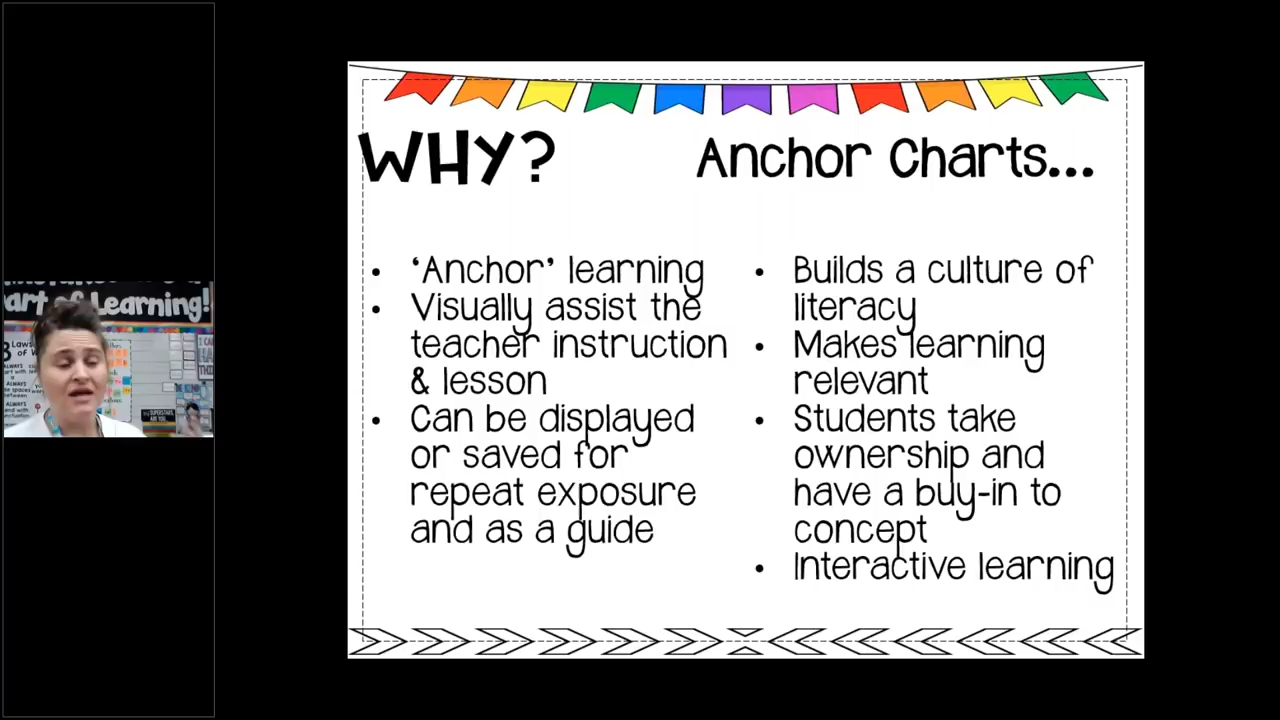 art of Learning!
WHY?
Anchor Charts...
• 'Anchor' learning
• Visually assist the
teacher instruction
& lesson
• Can be displayed
or saved for
repeat exposure
and as a guide
• Builds a culture of
literacy
• Makes learning
relevant
• Students take
ownership and
have a buy-in to
concept
• Interactive learning